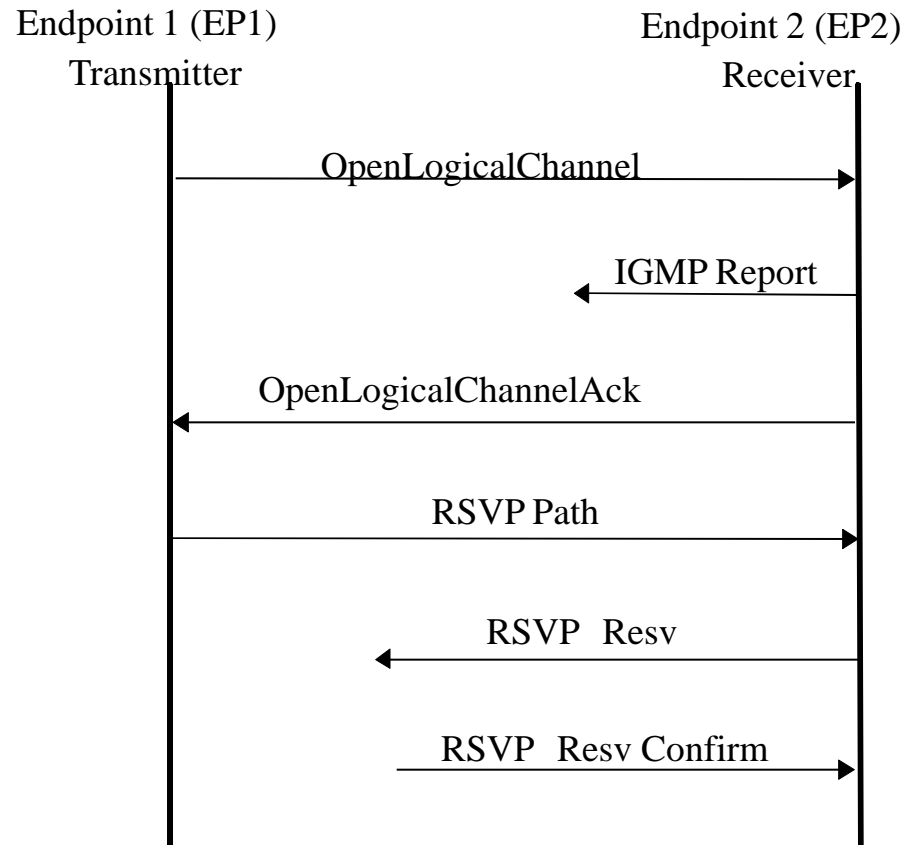 Endpoint 1 (EP1)
Transmitter
Endpoint 2 (EP2)
Receiver
OpenLogicalChannel
IGMP Report
OpenLogicalChannelAck
RSVP Path
RSVP Resv
RSVP Resv Confirm